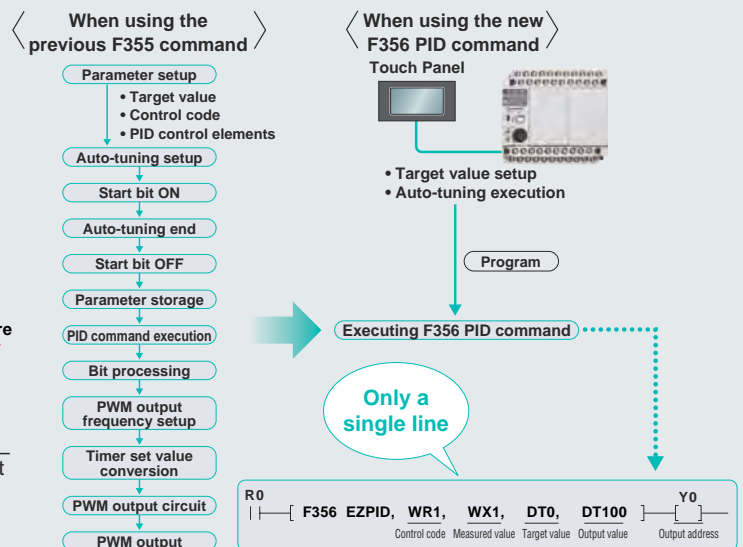 When using the
previous F355 command
Parameter setup
• Target value
• Control code
• PID control elements
Auto-tuning setup
Start bit ON
Auto-tuning end
Start bit OFF
Parameter storage
PID command execution
Bit processing
PWM output
frequency setup
Timer set value
conversion
PWM output circuit
PWM output
re
t
When using the new
F356 PID command
Touch Panel
• Target value setup
• Auto-tuning execution
Program
Executing F356 PID command
Only a
single line
R0
F356 EZPID, WR1, WX1, DT0, DT100
Y0
Control code Measured value Target value Output value Output address